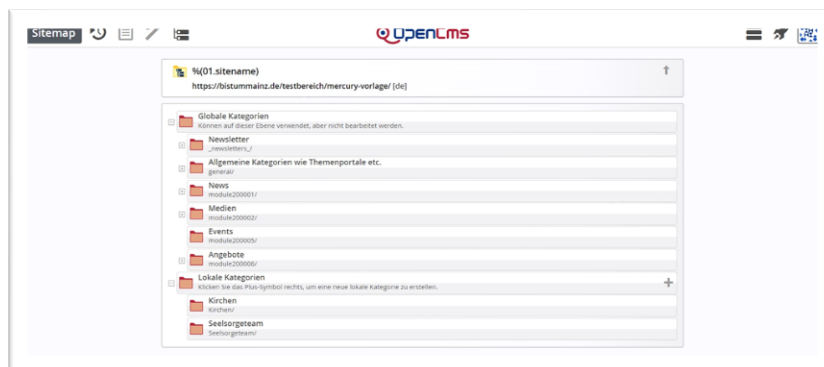 Sitemap
OpenCms
%(01.sitename)
https://bistummainz.de/testbereich/mercury-vorlage/ [de]
Globale Kategorien
Können auf dieser Ebene verwendet, aber nicht bearbeitet werden.
Newsletter
_newsletters_/
Allgemeine Kategorien wie Themenportale etc.
general/
News
module200001/
Medien
module200002/
Events
module200005/
Angebote
module200006/
Lokale Kategorien
Klicken Sie das Plus-Symbol rechts, um eine neue lokale Kategorie zu erstellen.
Kirchen
Kirchen/
Seelsorgeteam
Seelsorgeteam/